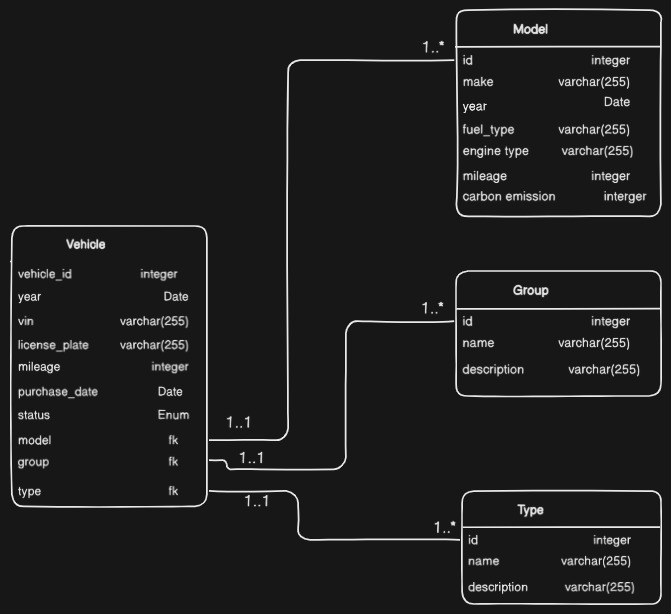 Model
1..*
id integer
make varchar(255)
year Date
fuel_type varchar(255)
engine type varchar(255)
mileage integer
carbon emission interger
Vehicle
vehicle_id integer
year Date
vin varchar(255)
license_plate varchar(255)
mileage integer
purchase_date Date
status Enum
model fk
group fk
type fk
1..1
1..1
1..1
Group
1..*
id integer
name varchar(255)
description varchar(255)
Type
1..*
id integer
name varchar(255)
description varchar(255)